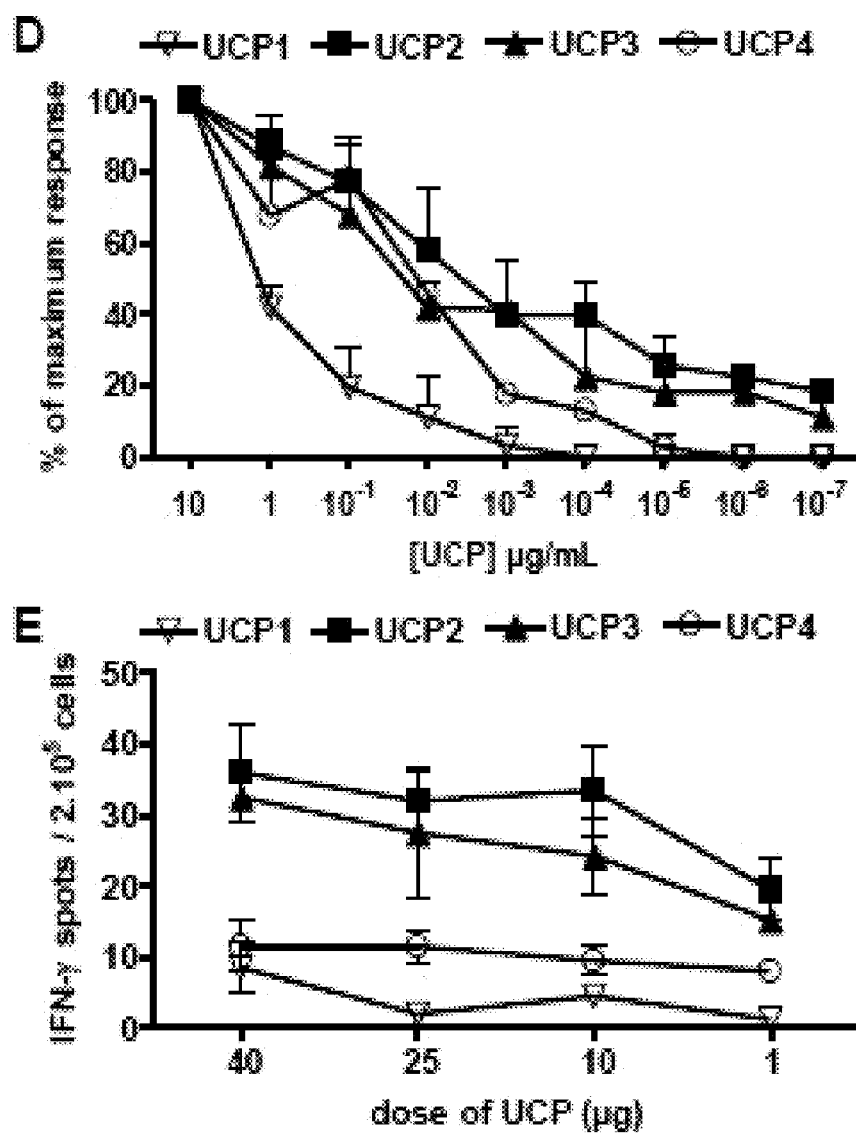 D UCP1 UCP2 UCP3 UCP4
% of maximum response
100
80
60
40
20
0
10 1 10⁻¹ 10⁻² 10⁻³ 10⁻⁴ 10⁻⁵ 10⁻⁶ 10⁻⁷
[UCP] µg/mL
E UCP1 UCP2 UCP3 UCP4
IFN-γ spots / 2.10⁵ cells
50
40
30
20
10
0
40 25 10 1
dose of UCP (µg)